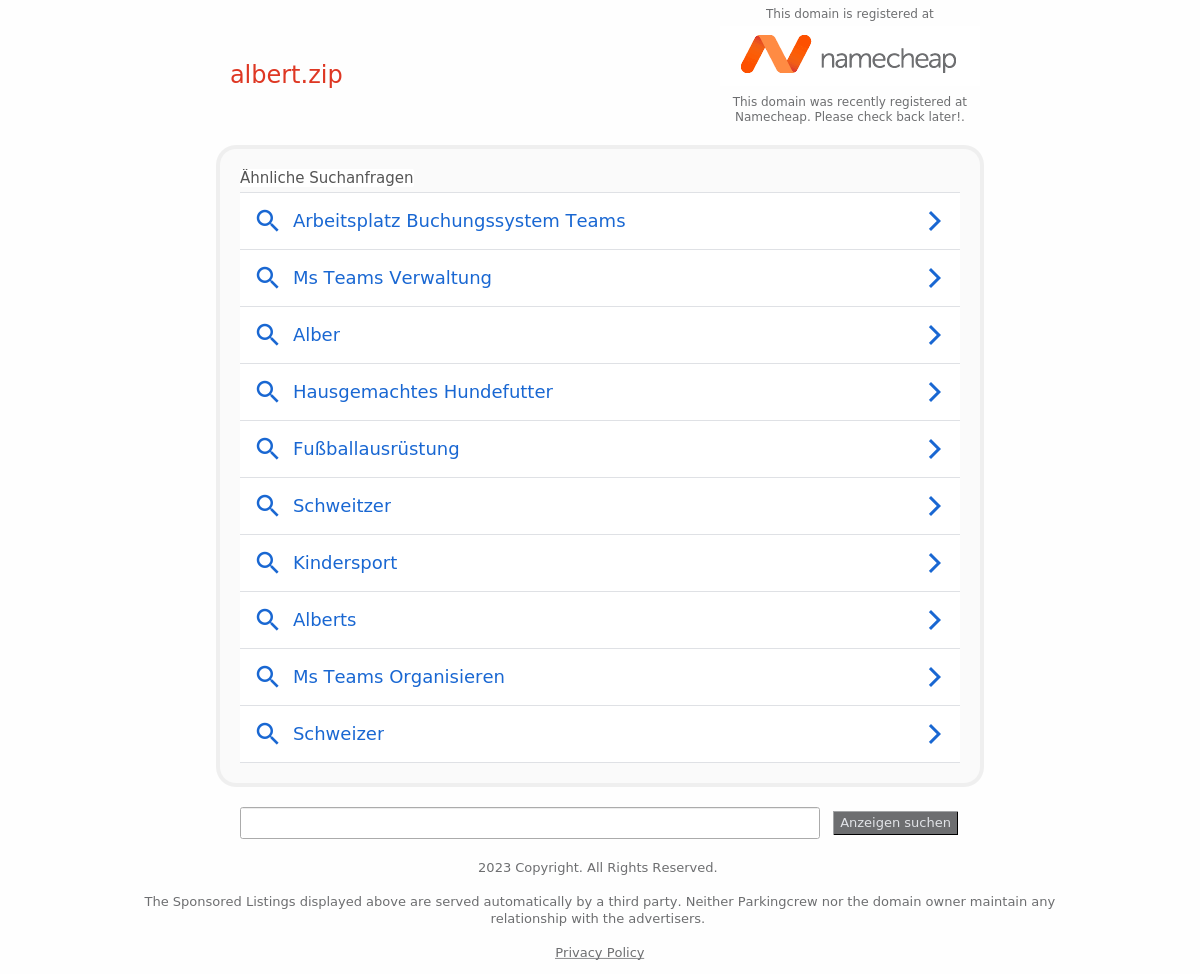 This domain is registered at
namecheap
albert.zip
This domain was recently registered at
Namecheap. Please check back later!.
Ähnliche Suchanfragen
Arbeitsplatz Buchungssystem Teams
Ms Teams Verwaltung
Alber
Hausgemachtes Hundefutter
Fußballausrüstung
Schweitzer
Kindersport
Alberts
Ms Teams Organisieren
Schweizer
Anzeigen suchen
2023 Copyright. All Rights Reserved.
The Sponsored Listings displayed above are served automatically by a third party. Neither Parkingcrew nor the domain owner maintain any
relationship with the advertisers.
Privacy Policy